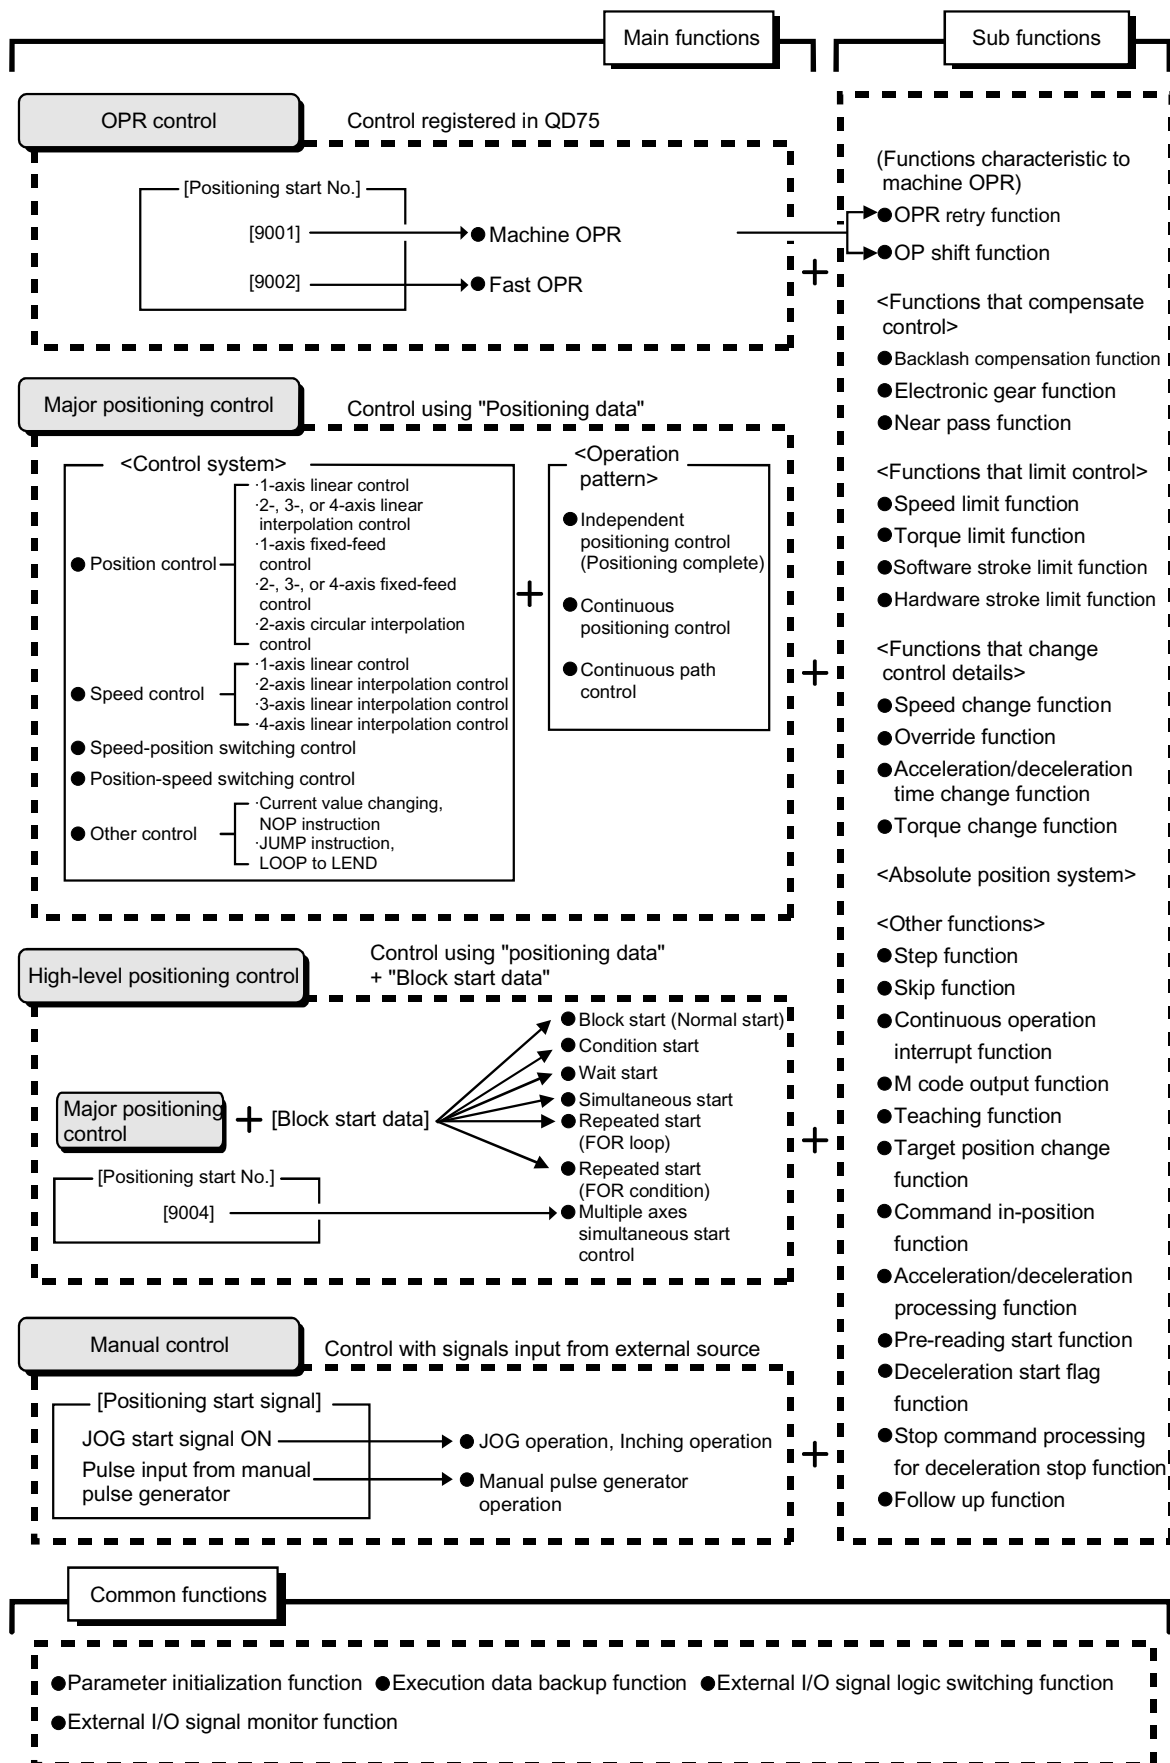 Main functions
Sub functions
OPR control
Control registered in QD75
[Positioning start No.]
[9001]
●Machine OPR
[9002]
●Fast OPR
Major positioning control
Control using "Positioning data"
<Control system>
●Position control
·1-axis linear control
·2-, 3-, or 4-axis linear
interpolation control
·1-axis fixed-feed
control
·2-, 3-, or 4-axis fixed-feed
control
·2-axis circular interpolation
control
●Speed control
·1-axis linear control
·2-axis linear interpolation control
·3-axis linear interpolation control
·4-axis linear interpolation control
●Speed-position switching control
●Position-speed switching control
●Other control
·Current value changing,
NOP instruction
·JUMP instruction,
LOOP to LEND
+
<Operation
pattern>
●Independent
positioning control
(Positioning complete)
●Continuous
positioning control
●Continuous path
control
High-level positioning control
Control using "positioning data"
+ "Block start data"
Major positioning
control
+
[Block start data]
●Block start (Normal start)
●Condition start
●Wait start
●Simultaneous start
●Repeated start
(FOR loop)
●Repeated start
(FOR condition)
[Positioning start No.]
[9004]
●Multiple axes
simultaneous start
control
Manual control
Control with signals input from external source
[Positioning start signal]
JOG start signal ON
●JOG operation, Inching operation
Pulse input from manual
pulse generator
●Manual pulse generator
operation
+
+
+
+
(Functions characteristic to
machine OPR)
●OPR retry function
●OP shift function
<Functions that compensate
control>
●Backlash compensation function
●Electronic gear function
●Near pass function
<Functions that limit control>
●Speed limit function
●Torque limit function
●Software stroke limit function
●Hardware stroke limit function
<Functions that change
control details>
●Speed change function
●Override function
●Acceleration/deceleration
time change function
●Torque change function
<Absolute position system>
<Other functions>
●Step function
●Skip function
●Continuous operation
interrupt function
●M code output function
●Teaching function
●Target position change
function
●Command in-position
function
●Acceleration/deceleration
processing function
●Pre-reading start function
●Deceleration start flag
function
●Stop command processing
for deceleration stop function
●Follow up function
Common functions
●Parameter initialization function ●Execution data backup function ●External I/O signal logic switching function
●External I/O signal monitor function